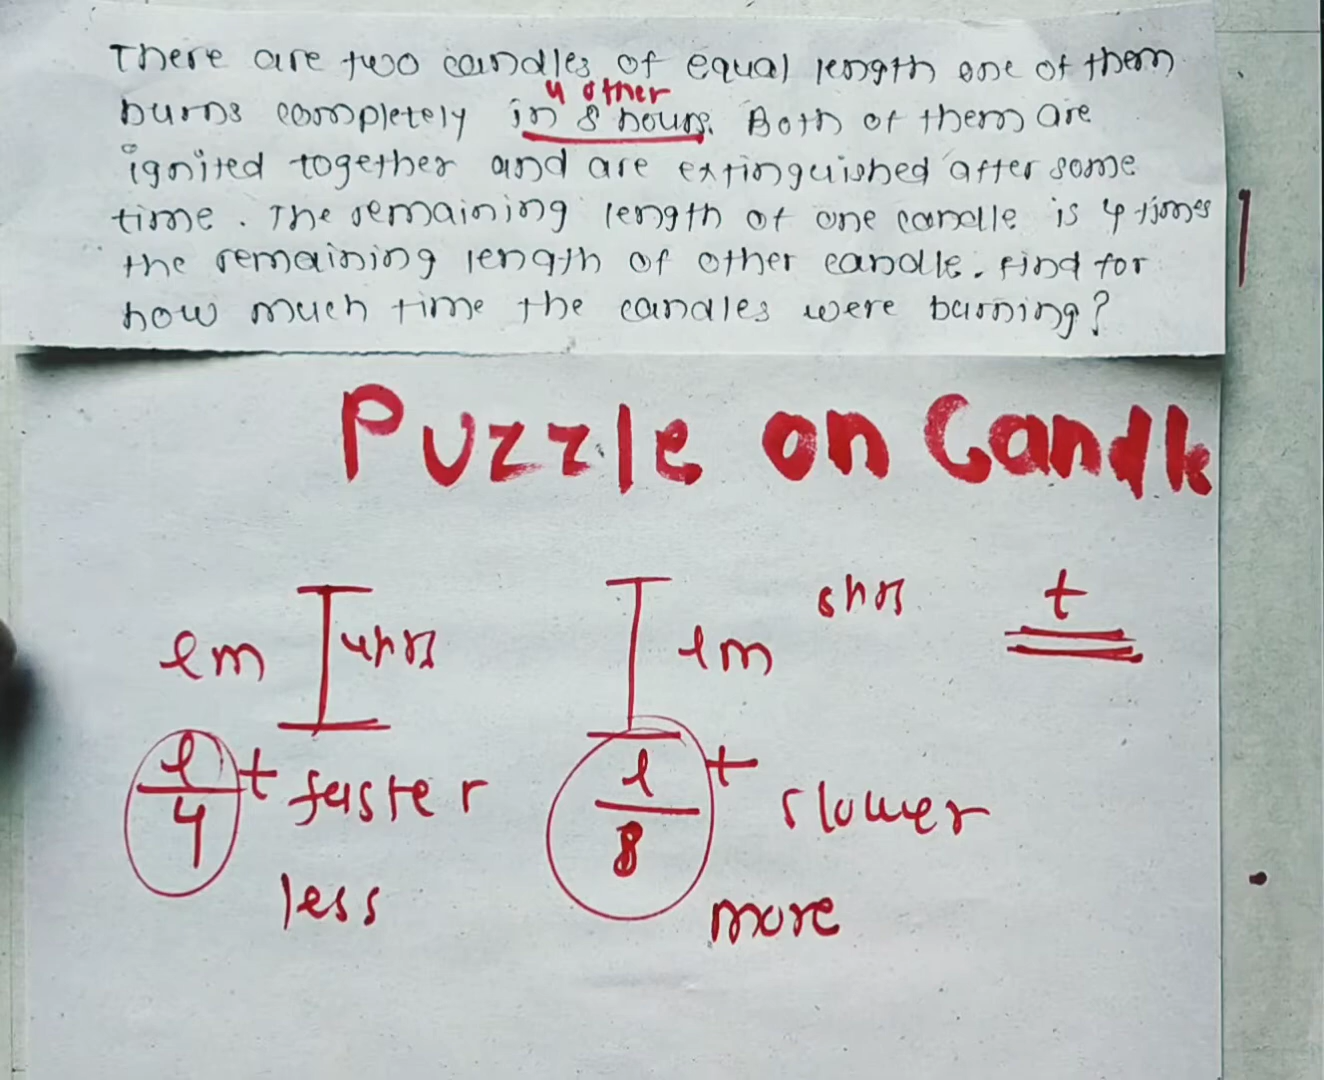 There are two candles of equal length one of them
4 other
burns completely in 8 hours. Both of them are
ignited together and are extinguished after some
time. The remaining length of one candle is 4 times
the remaining length of other candle. Find for
how much time the candles were burning?
Puzzle on Candle
lm 4hrs lm 8hrs t
l/4 t faster l/8 t slower
less more